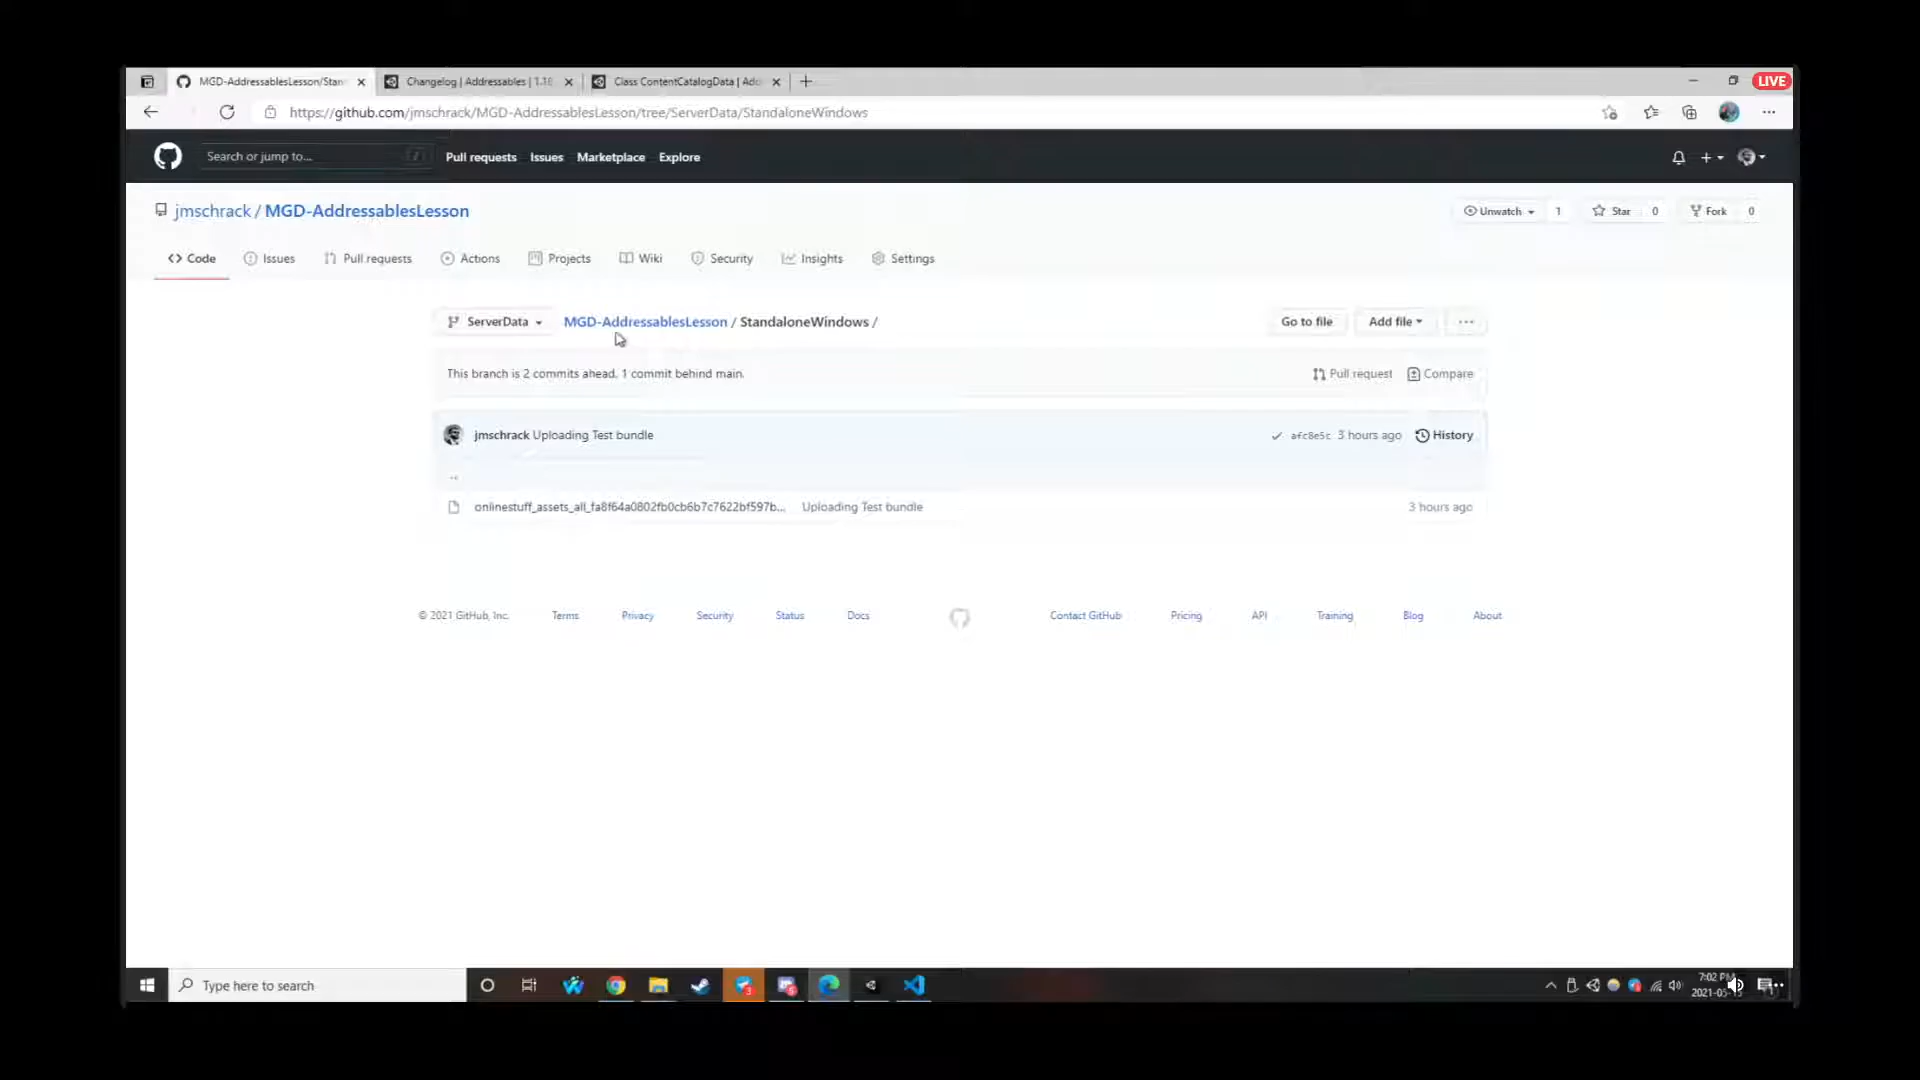 MGD-AddressablesLesson/Stan
Changelog | Addressables | 1.18
Class ContentCatalogData | Add
LIVE
https://github.com/jmschrack/MGD-AddressablesLesson/tree/ServerData/StandaloneWindows
Search or jump to...
/
Pull requests
Issues
Marketplace
Explore
jmschrack / MGD-AddressablesLesson
Unwatch
1
Star
0
Fork
0
Code
Issues
Pull requests
Actions
Projects
Wiki
Security
Insights
Settings
ServerData
MGD-AddressablesLesson / StandaloneWindows /
Go to file
Add file
...
This branch is 2 commits ahead, 1 commit behind main.
Pull request
Compare
jmschrack Uploading Test bundle
afc8e5c
3 hours ago
History
..
onlinestuff_assets_all_fa8f64a0802fb0cb6b7c7622bf597b...
Uploading Test bundle
3 hours ago
© 2021 GitHub, Inc.
Terms
Privacy
Security
Status
Docs
Contact GitHub
Pricing
API
Training
Blog
About
Type here to search
7:02 PM